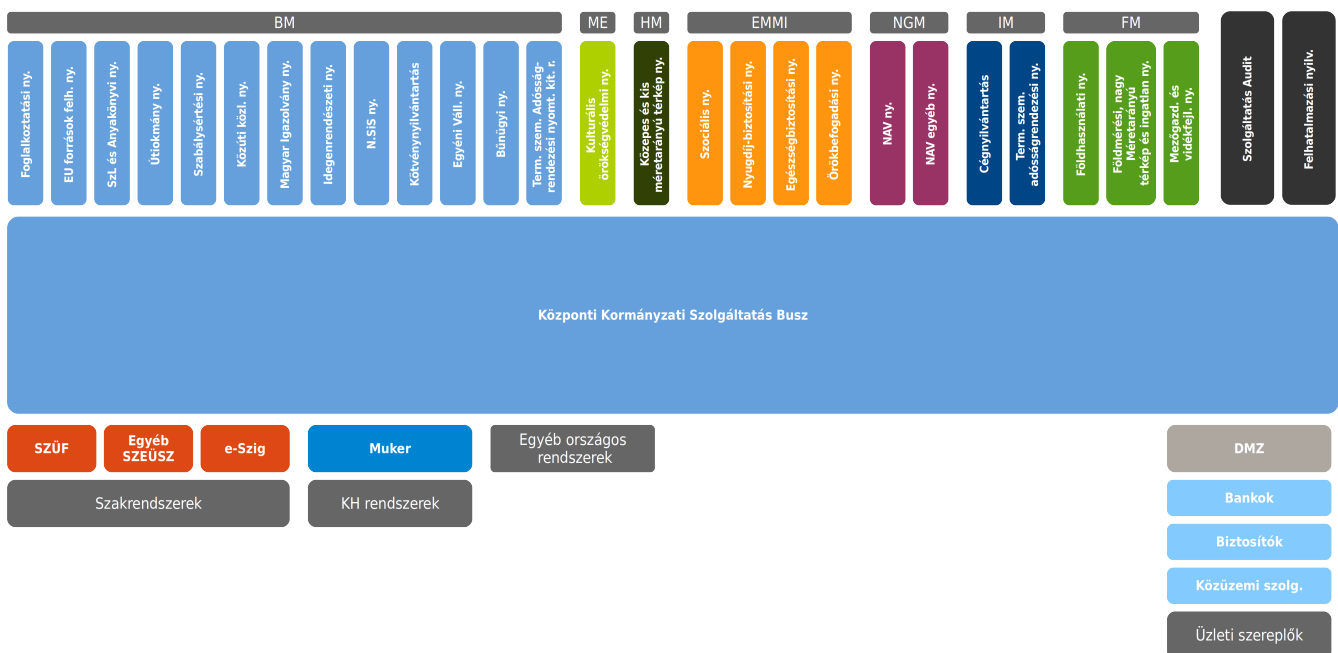 BM
ME
HM
EMMI
NGM
IM
FM
Foglalkoztatási ny.
EU források felh. ny.
SzL és Anyakönyvi ny.
Útiokmány ny.
Szabálysértési ny.
Közúti közl. ny.
Magyar Igazolvány ny.
Idegenrendészeti ny.
N.SiS ny.
Kötvénynyilvántartás
Egyéni Váll. ny.
Bűnügyi ny.
Term. szem. Adósság-
rendezési nyomt. kit. r.
Kulturális
örökségvédelmi ny.
Közepes és kis
méretarányú térkép ny.
Szociális ny.
Nyugdíj-biztosítási ny.
Egészségbiztosítási ny.
Örökbefogadási ny.
NAV ny.
NAV egyéb ny.
Cégnyilvántartás
Term. szem.
adósságrendezési ny.
Földhasználati ny.
Földmérési, nagy
Méretarányú
térkép és ingatlan ny.
Mezőgazd. és
vidékfejl. ny.
Szolgáltatás Audit
Felhatalmazási nyilv.
Központi Kormányzati Szolgáltatás Busz
SZÜF
Egyéb
SZEÜSZ
e-Szig
Muker
Egyéb országos
rendszerek
DMZ
Szakrendszerek
KH rendszerek
Bankok
Biztosítók
Közüzemi szolg.
Üzleti szereplők